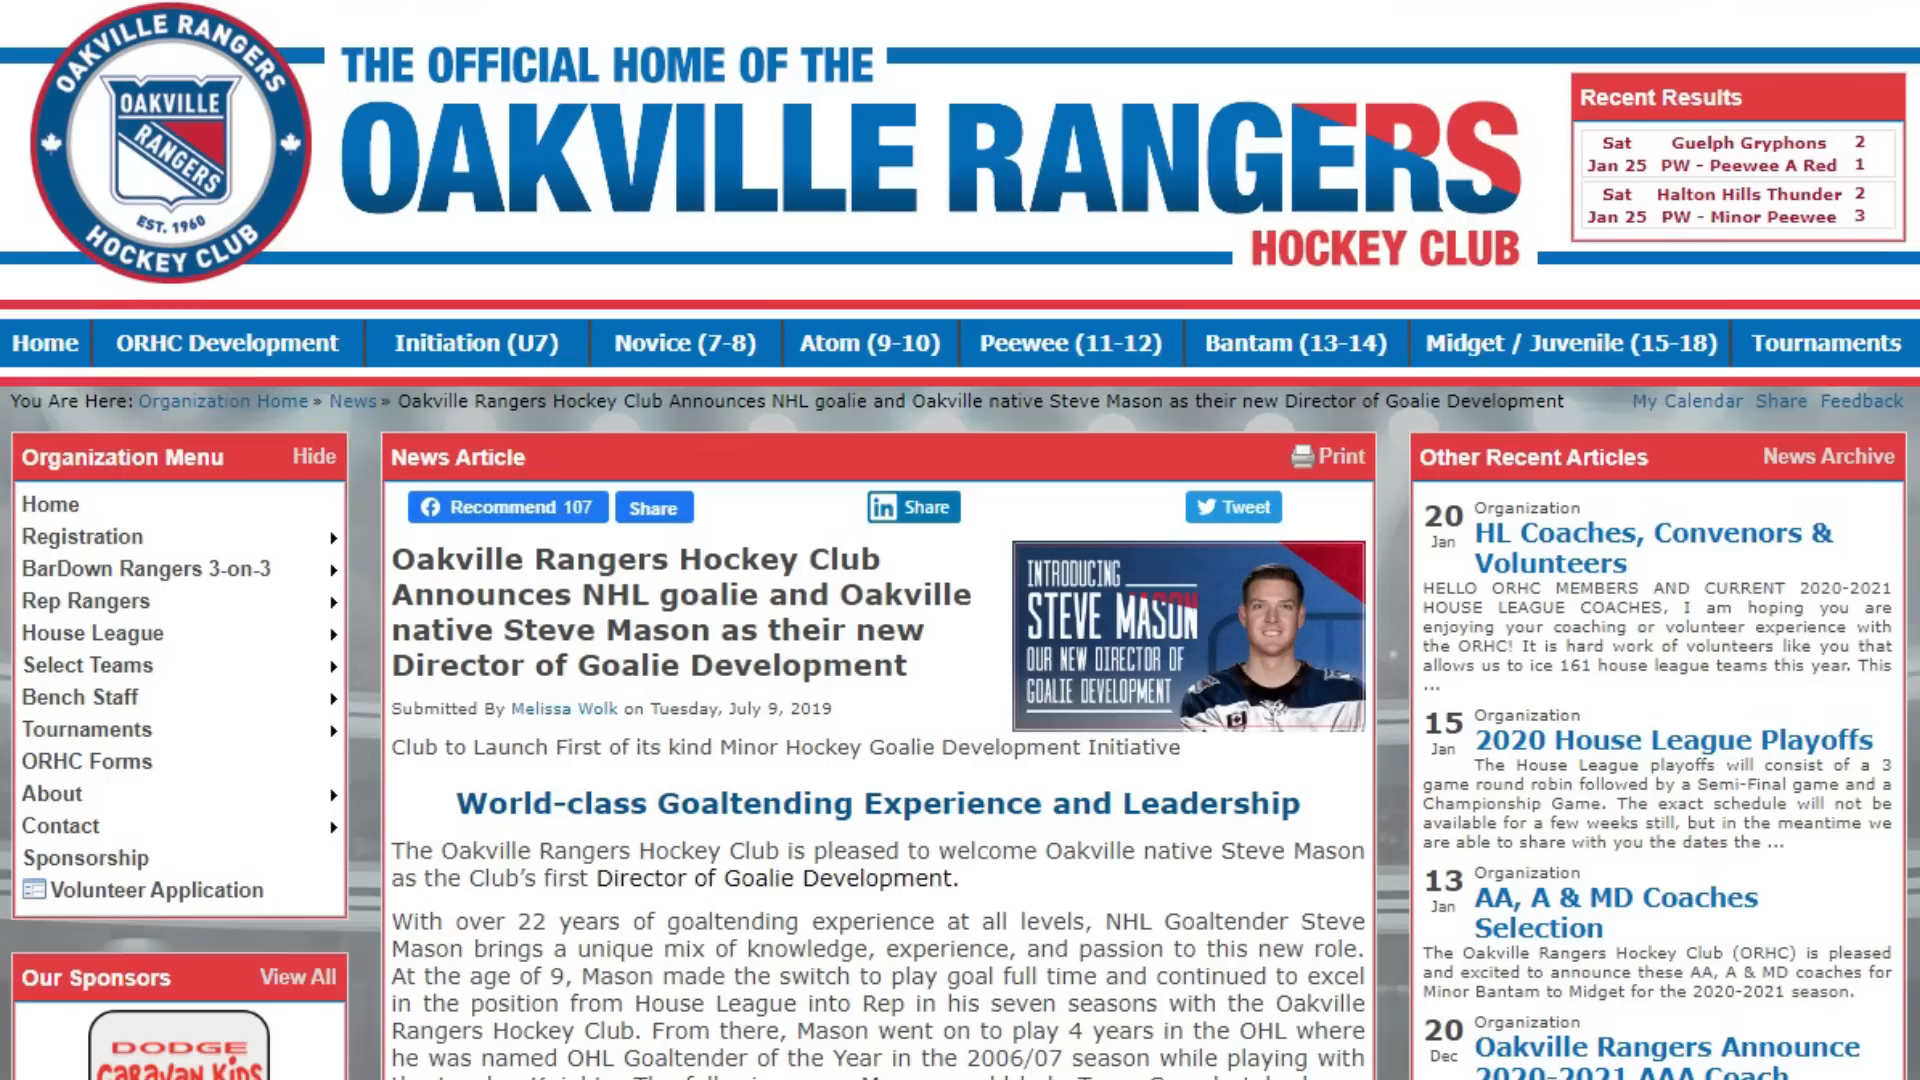 OAKVILLE RANGERS
OAKVILLE
RANGERS
EST. 1960
HOCKEY CLUB
THE OFFICIAL HOME OF THE
OAKVILLE RANGERS
HOCKEY CLUB
Recent Results
Sat Guelph Gryphons 2
Jan 25 PW - Peewee A Red 1
Sat Halton Hills Thunder 2
Jan 25 PW - Minor Peewee 3
Home ORHC Development Initiation (U7) Novice (7-8) Atom (9-10) Peewee (11-12) Bantam (13-14) Midget / Juvenile (15-18) Tournaments
You Are Here: Organization Home » News » Oakville Rangers Hockey Club Announces NHL goalie and Oakville native Steve Mason as their new Director of Goalie Development
My Calendar Share Feedback
Organization Menu Hide
Home
Registration
BarDown Rangers 3-on-3
Rep Rangers
House League
Select Teams
Bench Staff
Tournaments
ORHC Forms
About
Contact
Sponsorship
Volunteer Application
Our Sponsors View All
DODGE
CARAVAN KIDS
News Article Print
Recommend 107 Share
in Share
Tweet
Oakville Rangers Hockey Club
Announces NHL goalie and Oakville
native Steve Mason as their new
Director of Goalie Development
INTRODUCING
STEVE MASON
OUR NEW DIRECTOR OF
GOALIE DEVELOPMENT
Submitted By Melissa Wolk on Tuesday, July 9, 2019
Club to Launch First of its kind Minor Hockey Goalie Development Initiative
World-class Goaltending Experience and Leadership
The Oakville Rangers Hockey Club is pleased to welcome Oakville native Steve Mason
as the Club's first Director of Goalie Development.
With over 22 years of goaltending experience at all levels, NHL Goaltender Steve
Mason brings a unique mix of knowledge, experience, and passion to this new role.
At the age of 9, Mason made the switch to play goal full time and continued to excel
in the position from House League into Rep in his seven seasons with the Oakville
Rangers Hockey Club. From there, Mason went on to play 4 years in the OHL where
he was named OHL Goaltender of the Year in the 2006/07 season while playing with
Other Recent Articles News Archive
20 Organization
Jan HL Coaches, Convenors &
Volunteers
HELLO ORHC MEMBERS AND CURRENT 2020-2021
HOUSE LEAGUE COACHES, I am hoping you are
enjoying your coaching or volunteer experience with
the ORHC! It is hard work of volunteers like you that
allows us to ice 161 house league teams this year. This
...
15 Organization
Jan 2020 House League Playoffs
The House League playoffs will consist of a 3
game round robin followed by a Semi-Final game and a
Championship Game. The exact schedule will not be
available for a few weeks still, but in the meantime we
are able to share with you the dates the ...
13 Organization
Jan AA, A & MD Coaches
Selection
The Oakville Rangers Hockey Club (ORHC) is pleased
and excited to announce these AA, A & MD coaches for
Minor Bantam to Midget for the 2020-2021 season.
20 Organization
Dec Oakville Rangers Announce
2020-2021 AAA Coach